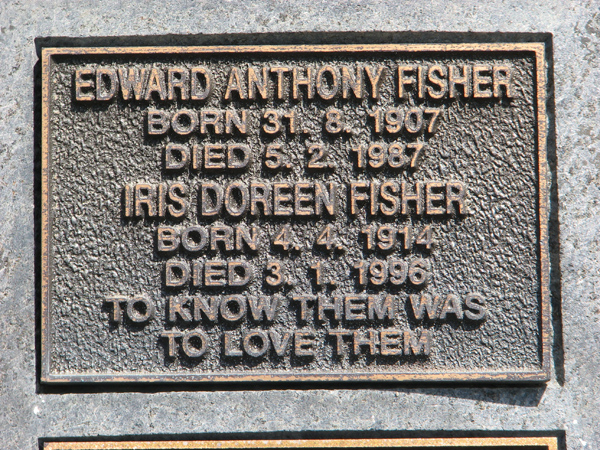 EDWARD ANTHONY FISHER
BORN 31. 8. 1907
DIED 5. 2. 1987
IRIS DOREEN FISHER
BORN 4. 4. 1914
DIED 3. 1. 1996
TO KNOW THEM WAS
TO LOVE THEM